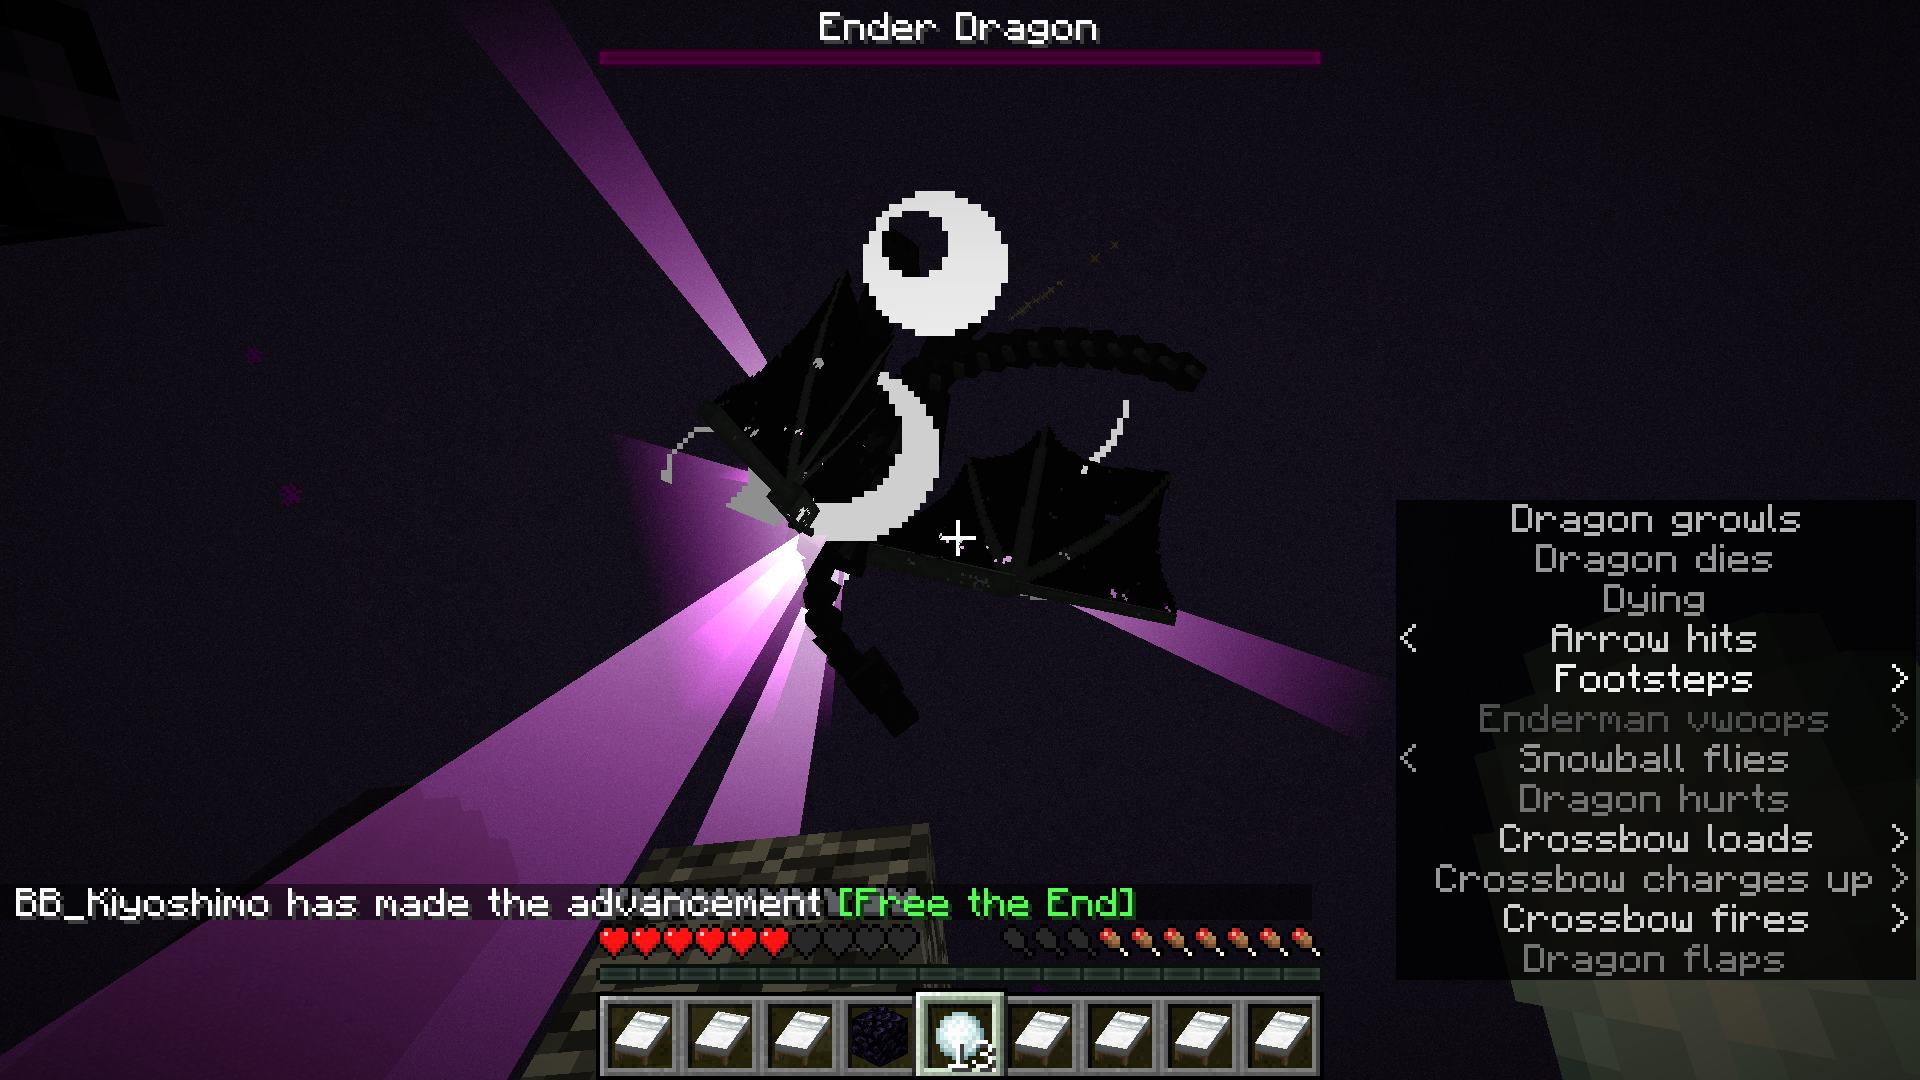 Ender Dragon
Dragon growls
Dragon dies
Dying
< Arrow hits
Footsteps >
Enderman vwoops >
< Snowball flies
Dragon hurts
Crossbow loads >
Crossbow charges up >
Crossbow fires >
Dragon flaps
BB_Kiyoshimo has made the advancement [Free the End]
13